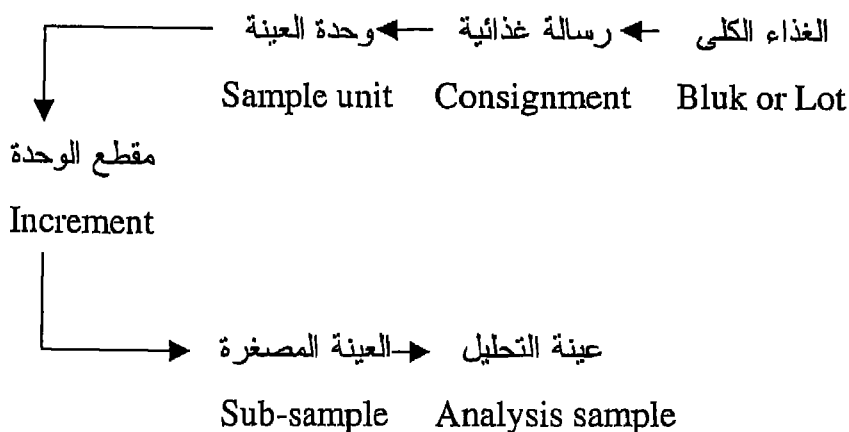 الغذاء الكلى رسالة غذائية وحدة العينة
Sample unit Consignment Bluk or Lot
مقطع الوحدة
Increment
العينة المصغرة عينة التحليل
Sub-sample Analysis sample